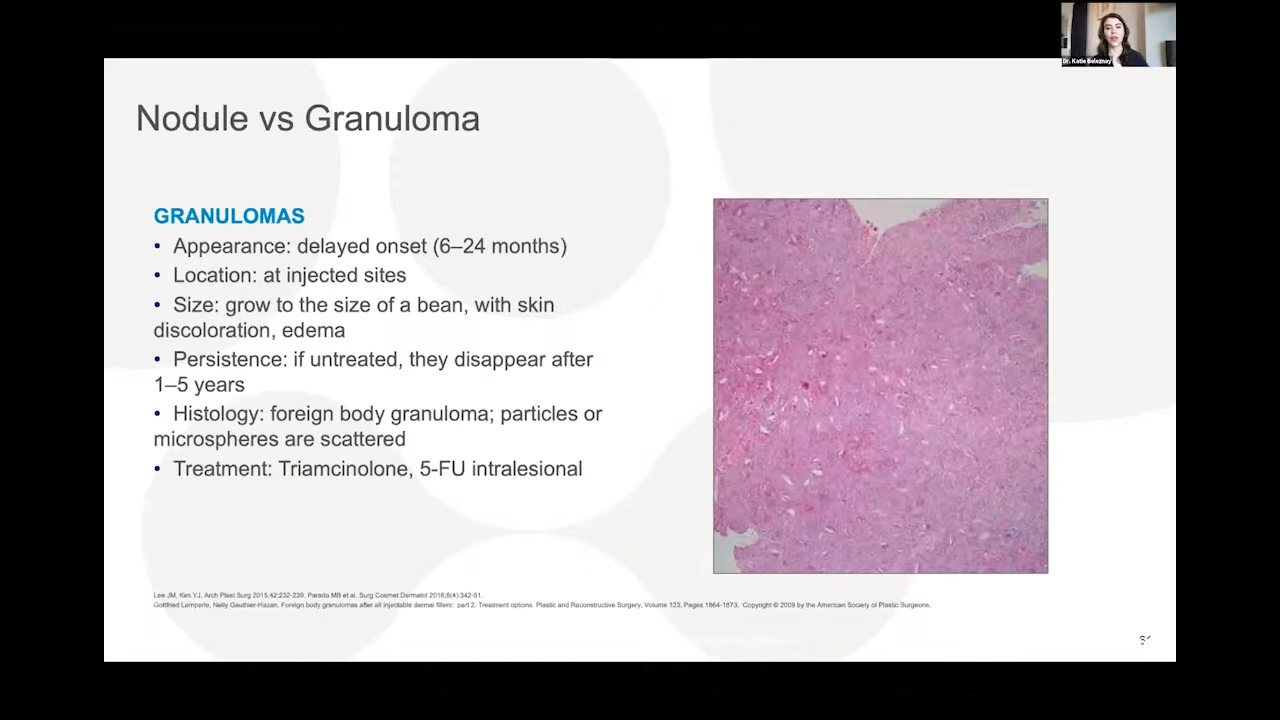 Dr. Katie Beleznay
Nodule vs Granuloma
GRANULOMAS
• Appearance: delayed onset (6–24 months)
• Location: at injected sites
• Size: grow to the size of a bean, with skin
discoloration, edema
• Persistence: if untreated, they disappear after
1–5 years
• Histology: foreign body granuloma; particles or
microspheres are scattered
• Treatment: Triamcinolone, 5-FU intralesional
Lee JM, Kim YJ. Arch Plast Surg 2015;42:232-239. Parada MB et al. Surg Cosmet Dermatol 2016;8(4):342-51.
Gottfried Lemperle, Nelly Gauthier-Hazan. Foreign body granulomas after all injectable dermal fillers: part 2. Treatment options. Plastic and Reconstructive Surgery, Volume 123, Pages 1864-1873. Copyright © 2009 by the American Society of Plastic Surgeons.